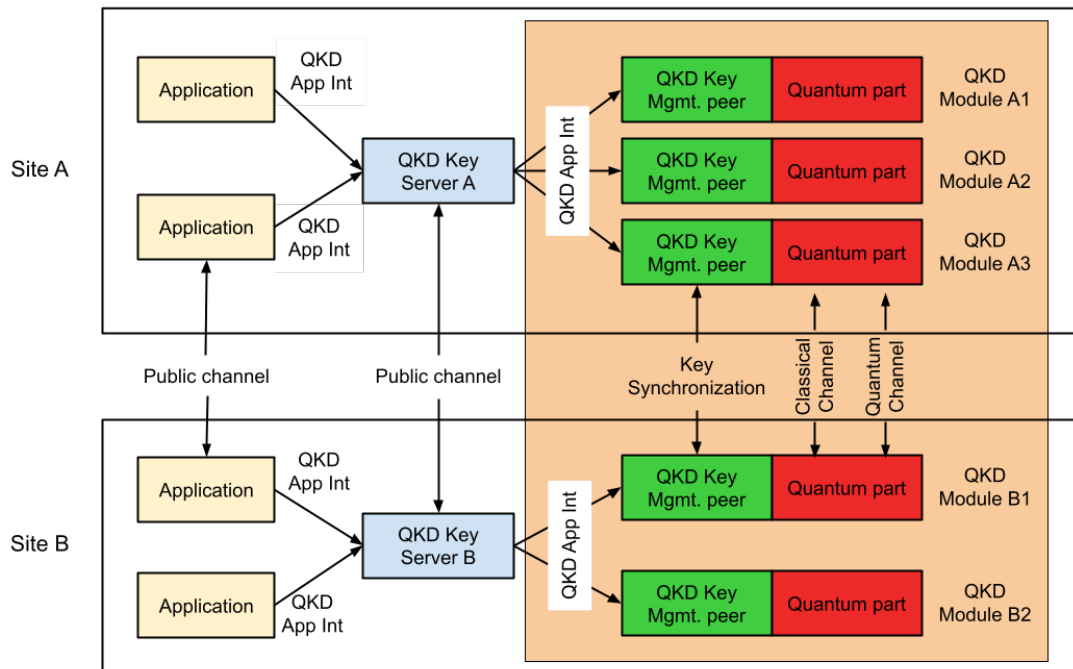 Site A
Application
QKD
App Int
Application
QKD
App Int
QKD Key
Server A
QKD App Int
QKD Key
Mgmt. peer
Quantum part
QKD
Module A1
QKD Key
Mgmt. peer
Quantum part
QKD
Module A2
QKD Key
Mgmt. peer
Quantum part
QKD
Module A3
Public channel
Public channel
Key
Synchronization
Classical
Channel
Quantum
Channel
Site B
Application
QKD
App Int
Application
QKD
App Int
QKD Key
Server B
QKD App Int
QKD Key
Mgmt. peer
Quantum part
QKD
Module B1
QKD Key
Mgmt. peer
Quantum part
QKD
Module B2